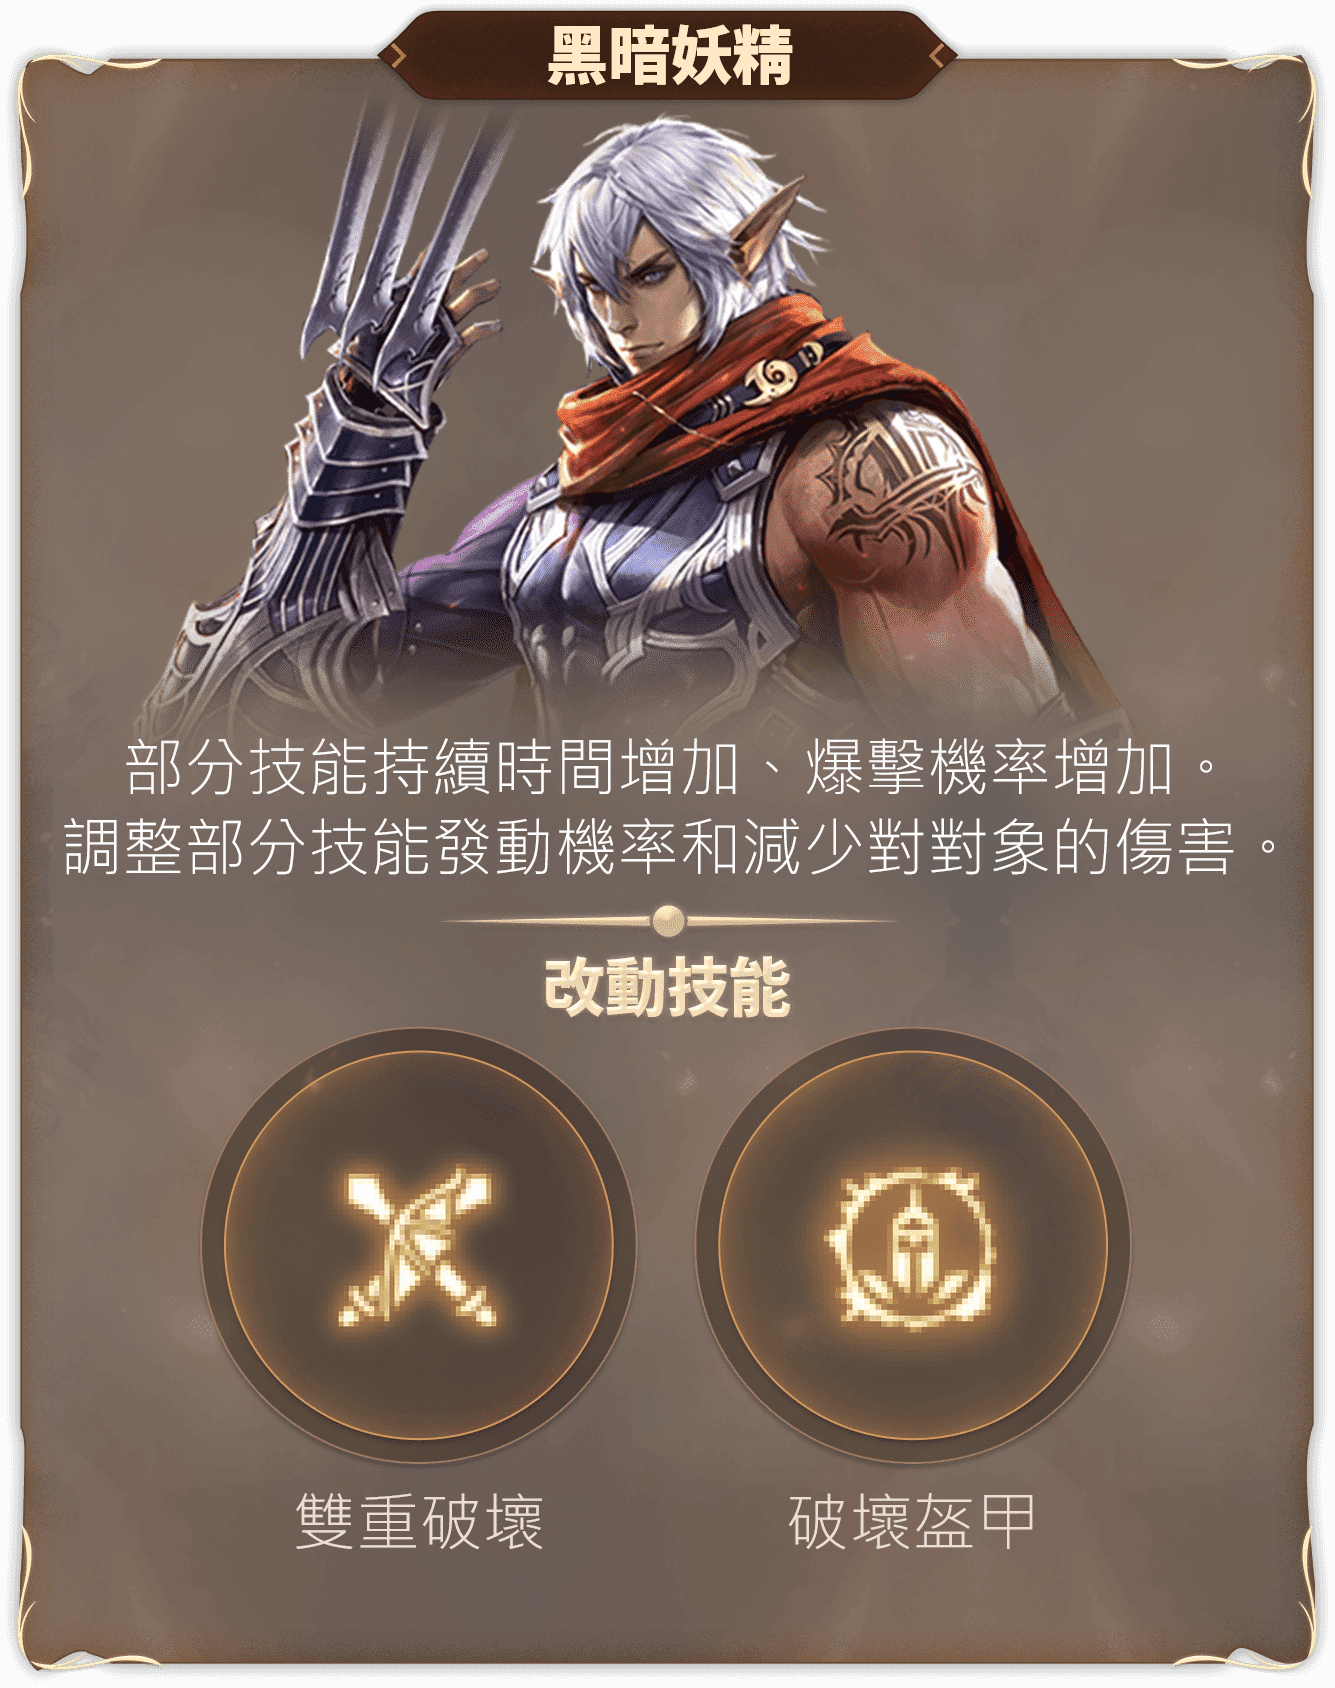 黑暗妖精
部分技能持續時間增加、爆擊機率增加。
調整部分技能發動機率和減少對對象的傷害。
改動技能
雙重破壞
破壞盔甲